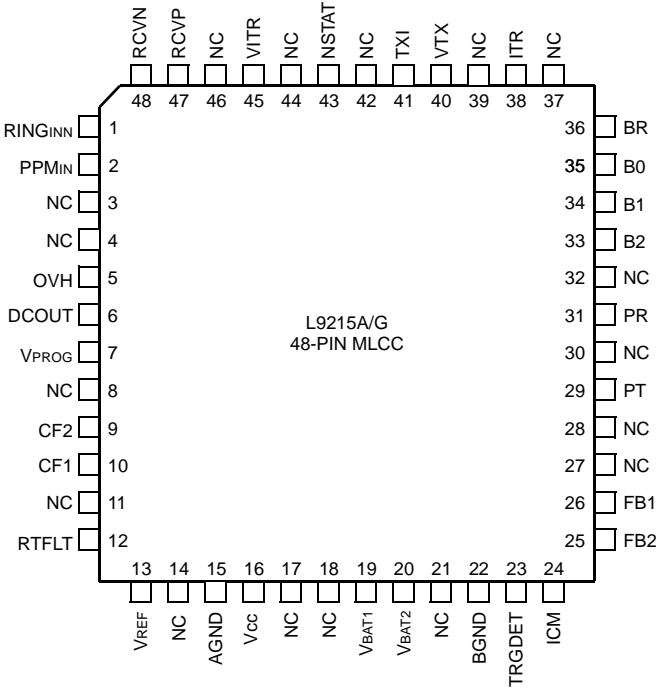 RCVN
RCVP
NC
VITR
NC
NSTAT
NC
TXI
VTX
NC
ITR
NC
48 47 46 45 44 43 42 41 40 39 38 37
RINGINN 1 36 BR
PPMIN 2 35 B0
NC 3 34 B1
NC 4 33 B2
OVH 5 32 NC
DCOUT 6 31 PR
VPROG 7 30 NC
NC 8 29 PT
CF2 9 28 NC
CF1 10 27 NC
NC 11 26 FB1
RTFLT 12 25 FB2
L9215A/G
48-PIN MLCC
13 14 15 16 17 18 19 20 21 22 23 24
VREF
NC
AGND
VCC
NC
NC
VBAT1
VBAT2
NC
BGND
TRGDET
ICM